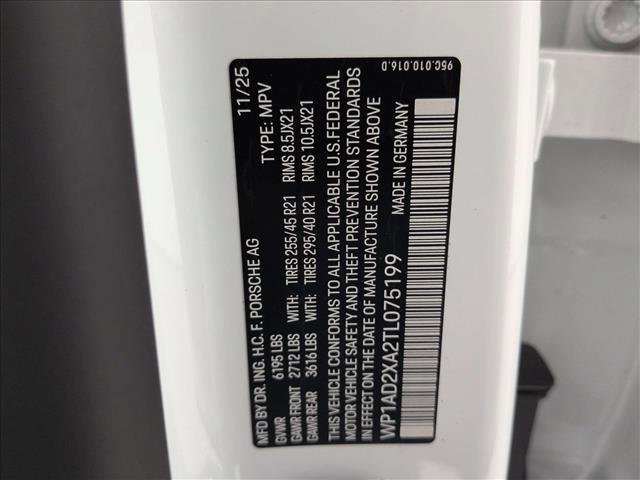 MFD BY DR. ING. H.C. F. PORSCHE AG 11/25
GVWR 6195 LBS TYPE: MPV
GAWR FRONT 2712 LBS WITH: TIRES 255/45 R21 RIMS 8.5JX21
GAWR REAR 3616 LBS WITH: TIRES 295/40 R21 RIMS 10.5JX21
THIS VEHICLE CONFORMS TO ALL APPLICABLE U.S. FEDERAL
MOTOR VEHICLE SAFETY AND THEFT PREVENTION STANDARDS
IN EFFECT ON THE DATE OF MANUFACTURE SHOWN ABOVE
WP1AD2XA2TL075199 MADE IN GERMANY
95C.010.016.D